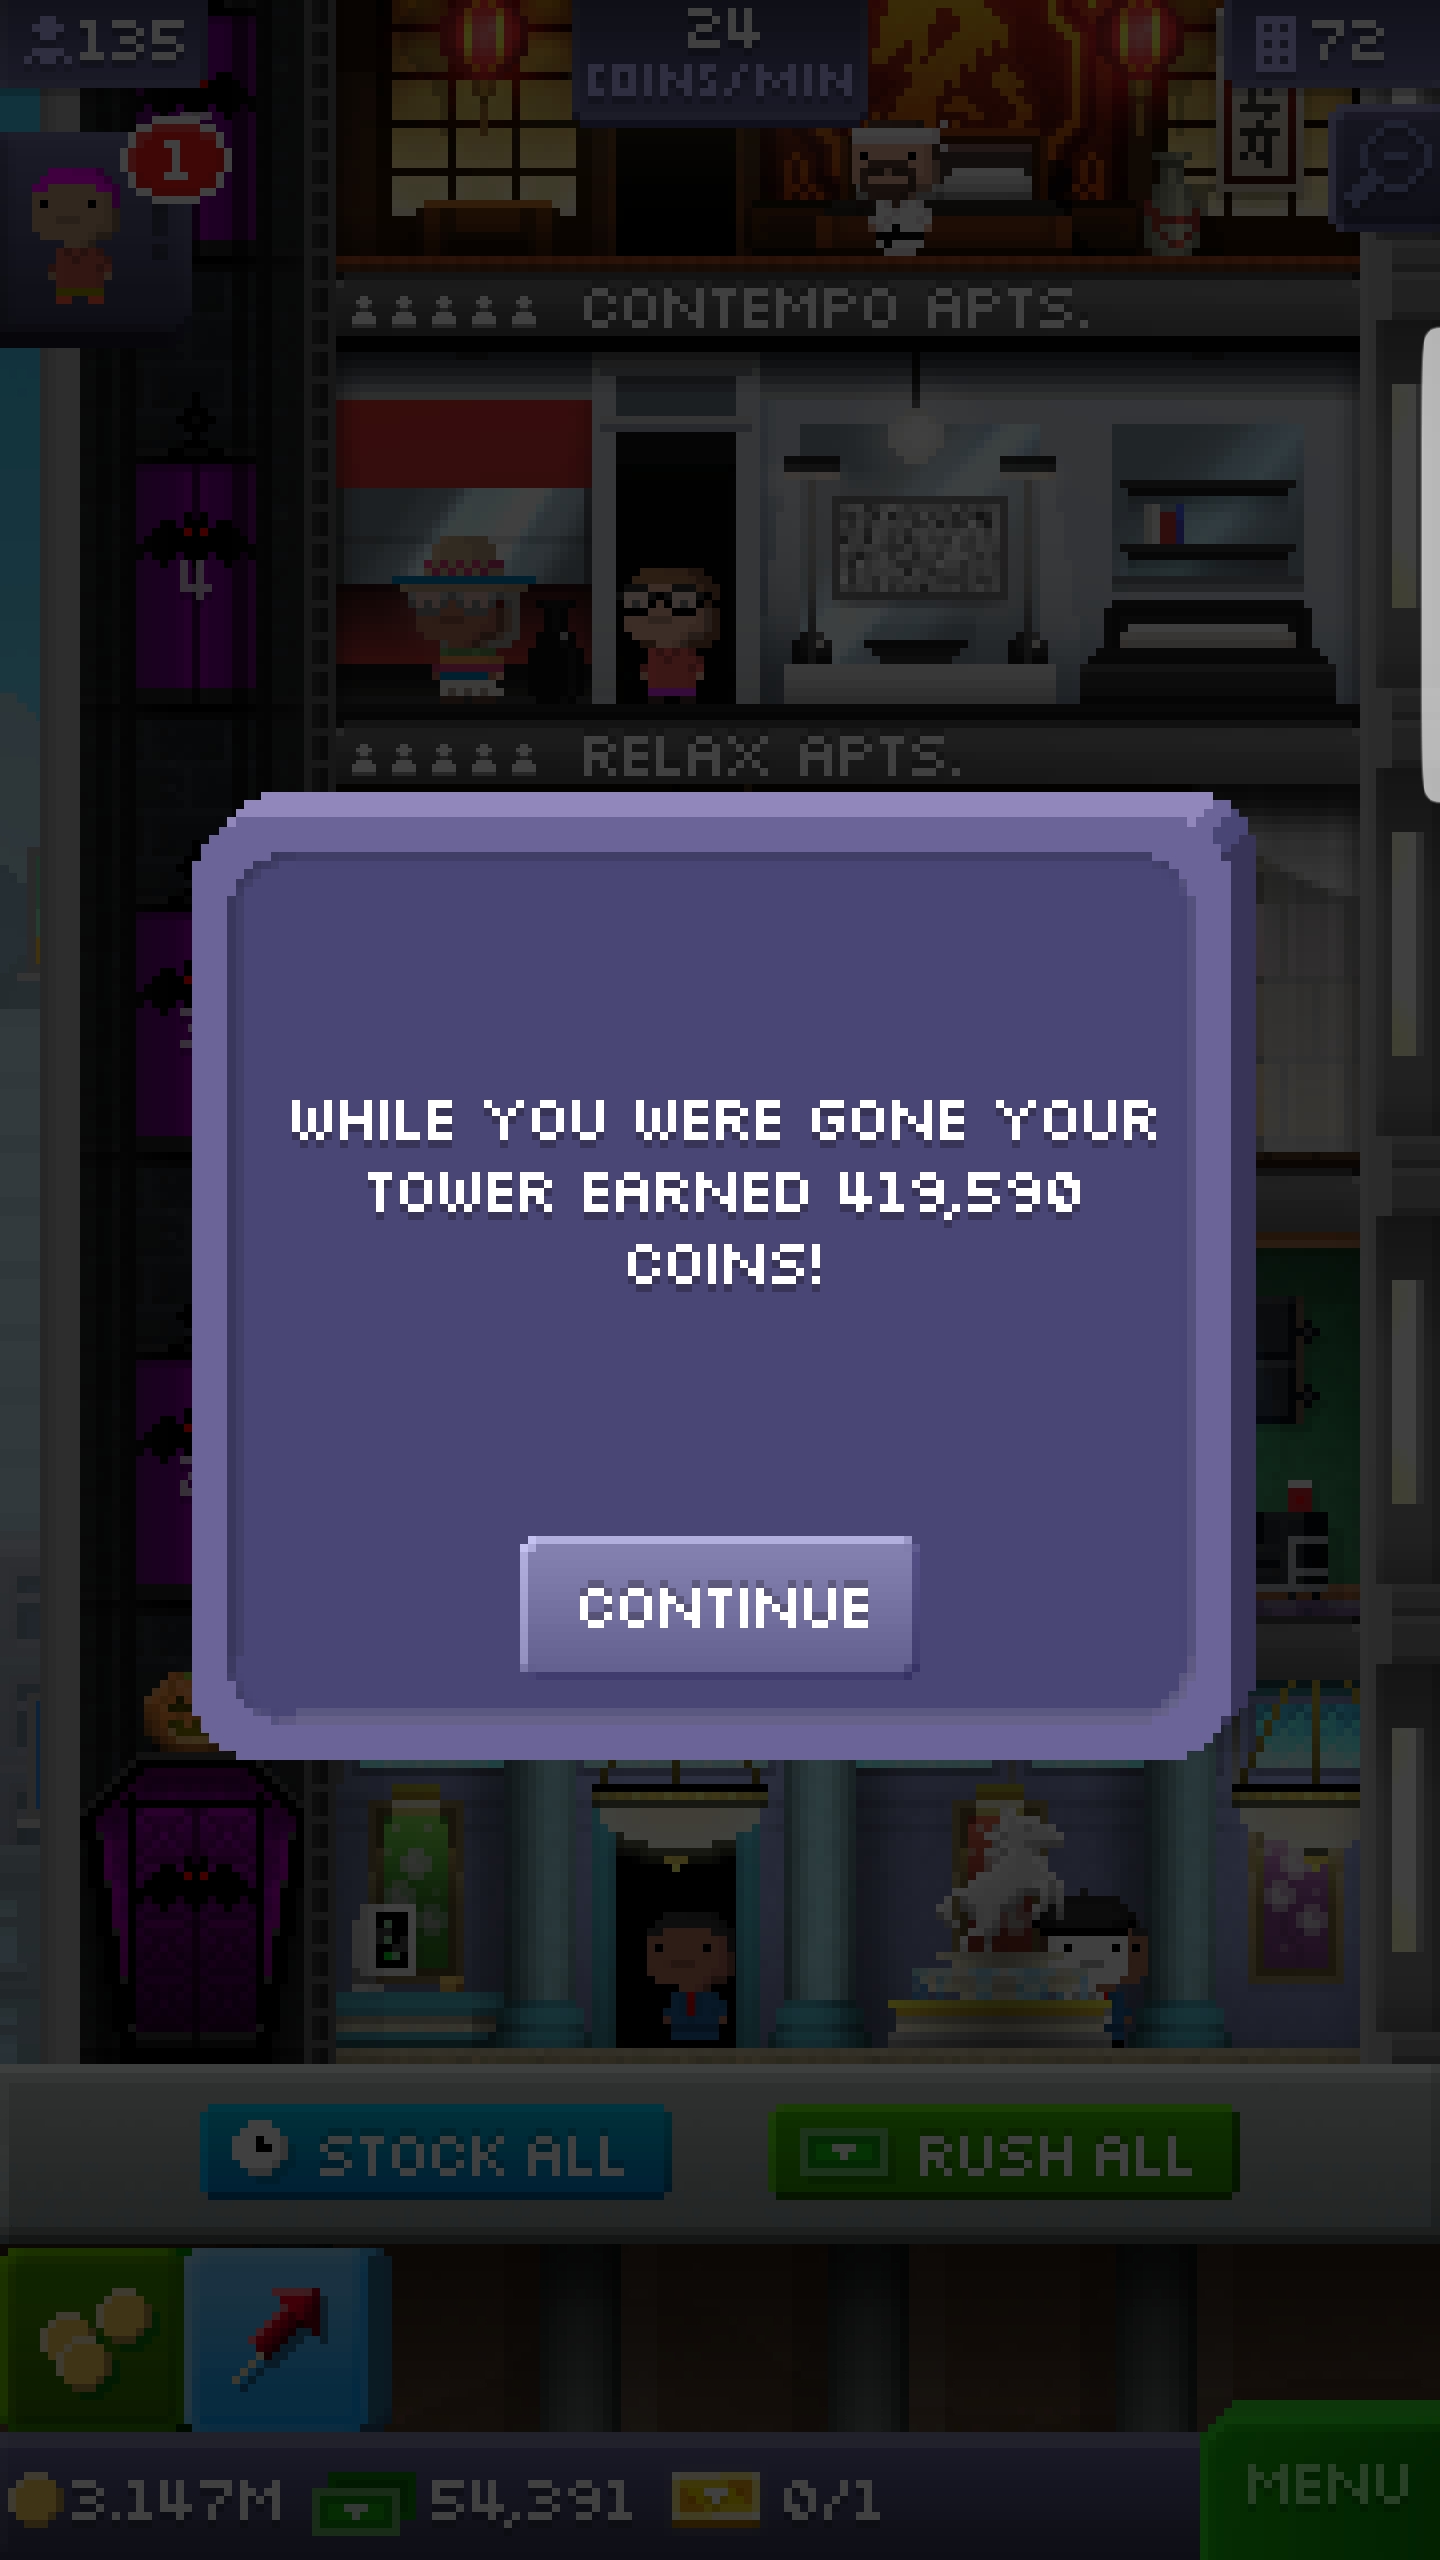 135
24
COINS/MIN
72
1
CONTEMPO APTS.
4
RELAX APTS.
WHILE YOU WERE GONE YOUR
TOWER EARNED 419,590
COINS!
CONTINUE
STOCK ALL
RUSH ALL
3.147M
54,391
0/1
MENU